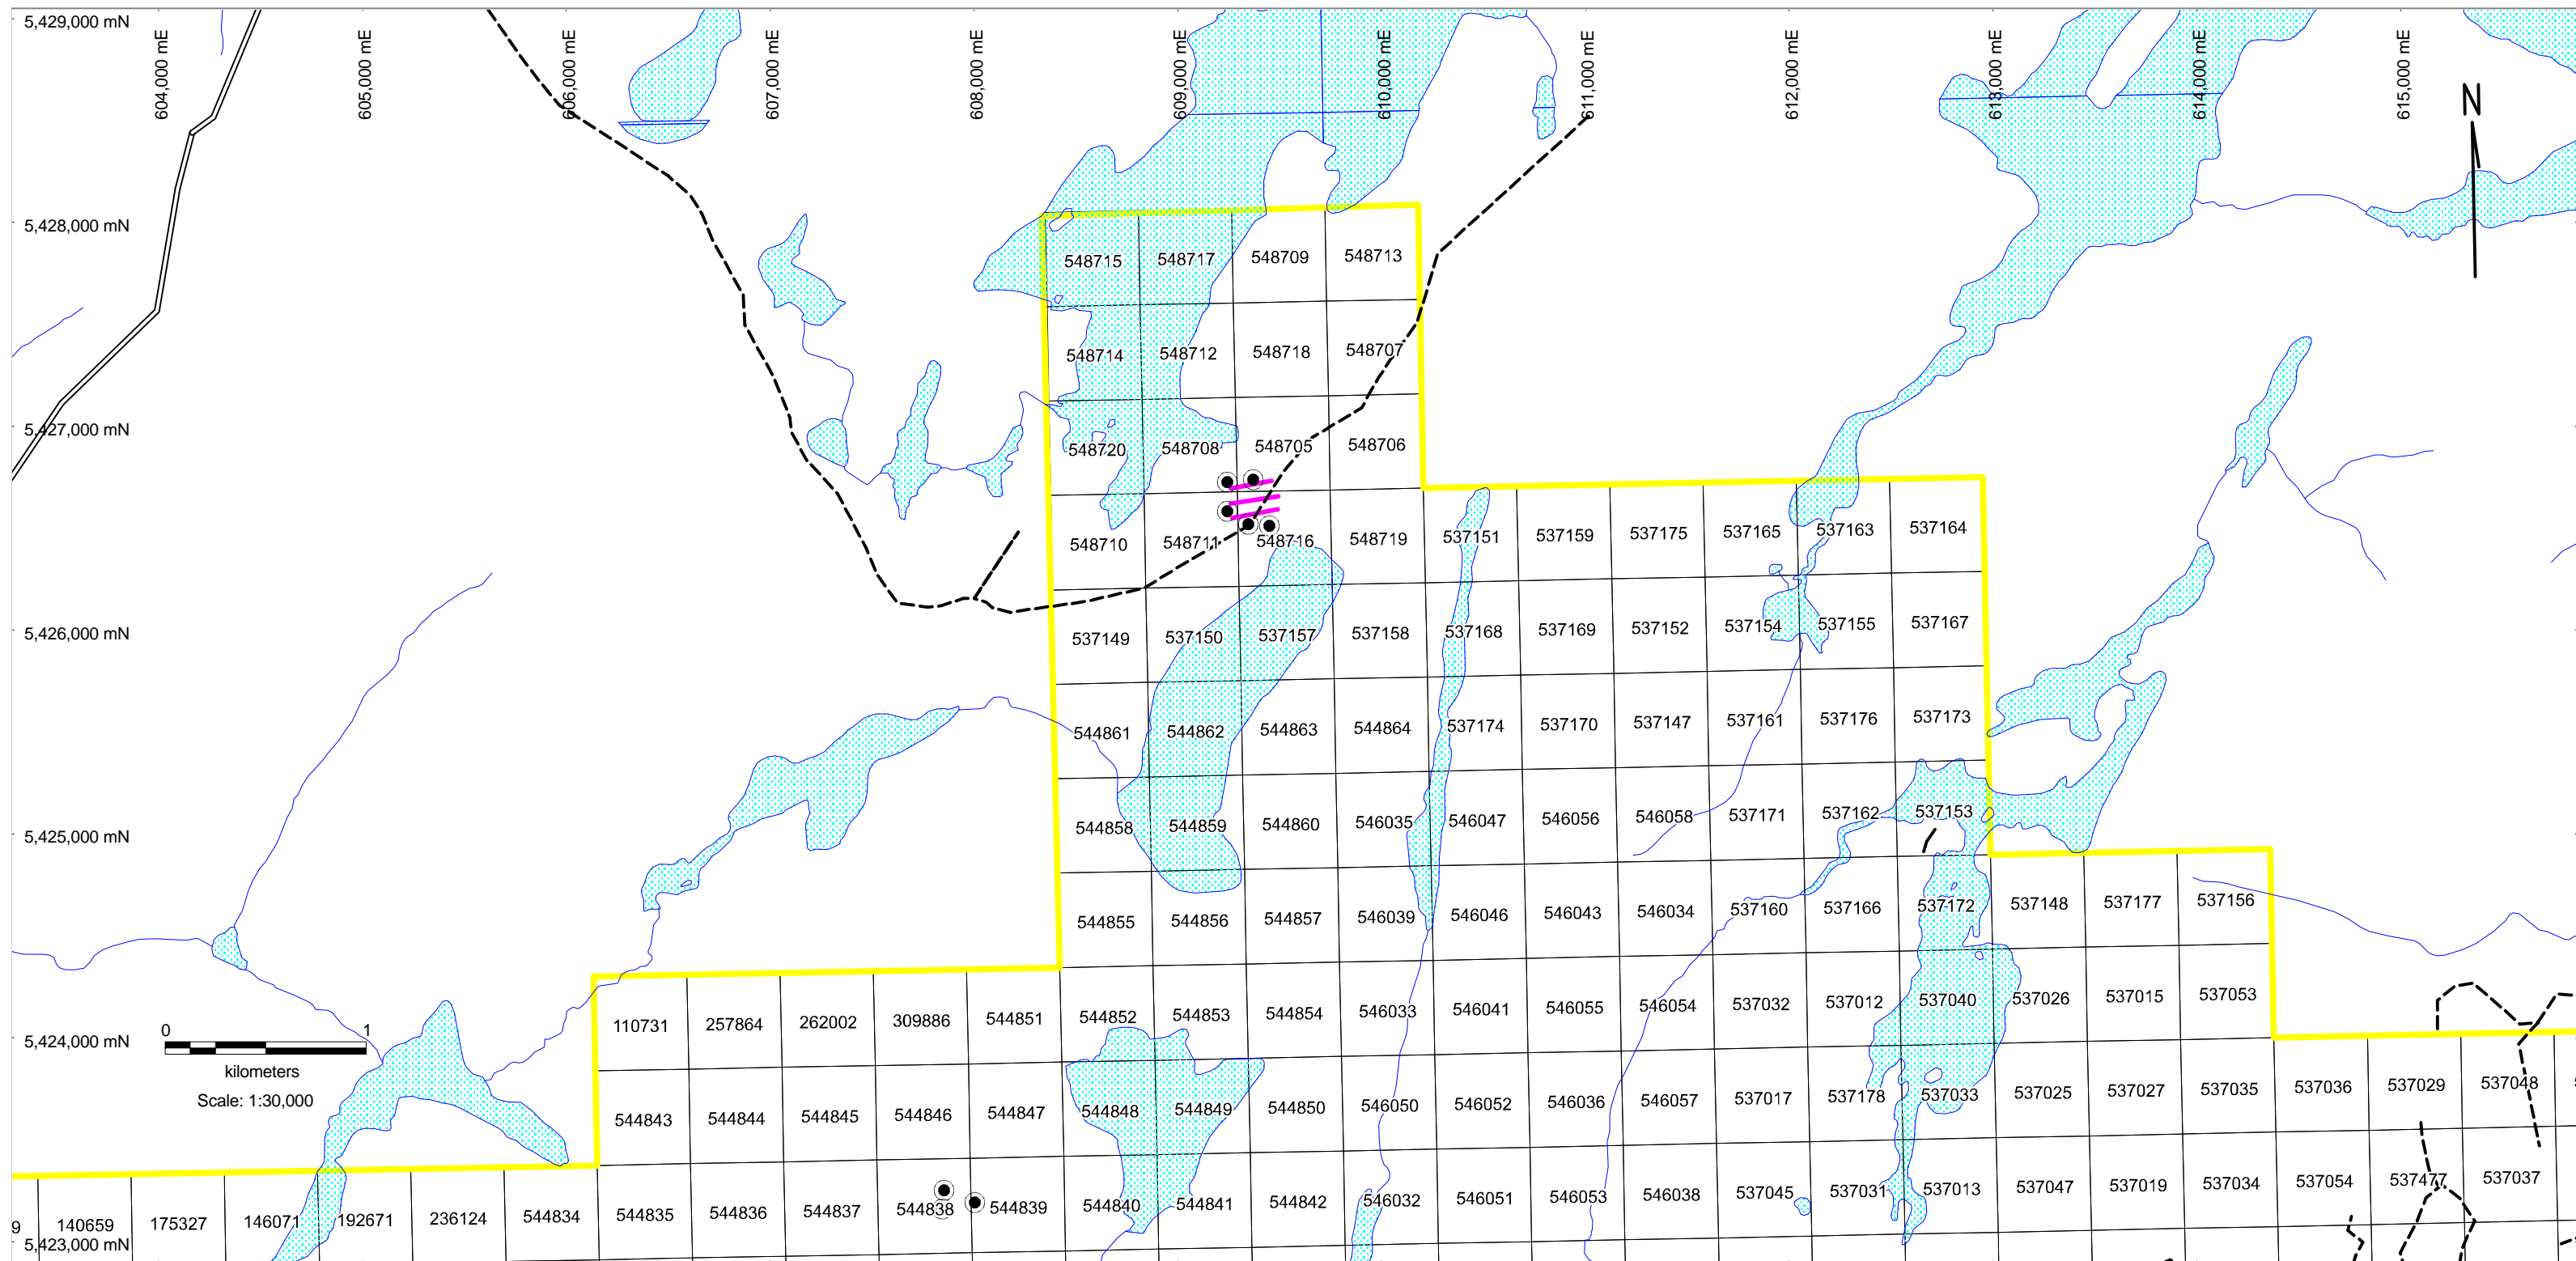 5,429,000 mN
604,000 mE 605,000 mE 606,000 mE 607,000 mE 608,000 mE 609,000 mE 610,000 mE 611,000 mE 612,000 mE 613,000 mE 614,000 mE 615,000 mE
N
5,428,000 mN
548715 548717 548709 548713
548714 548712 548718 548707
5,427,000 mN
548720 548708 548705 548706
548710 548711 548716 548719 537151 537159 537175 537165 537163 537164
5,426,000 mN
537149 537150 537157 537158 537168 537169 537152 537154 537155 537167
544861 544862 544863 544864 537174 537170 537147 537161 537176 537173
5,425,000 mN
544858 544859 544860 546035 546047 546056 546058 537171 537162 537153
544855 544856 544857 546039 546046 546043 546034 537160 537166 537172 537148 537177 537156
5,424,000 mN
0 1
kilometers
Scale: 1:30,000
110731 257864 262002 309886 544851 544852 544853 544854 546033 546041 546055 546054 537032 537012 537040 537026 537015 537053
544843 544844 544845 544846 544847 544848 544849 544850 546050 546052 546036 546057 537017 537178 537033 537025 537027 537035 537036 537029 537048
9 140659 175327 146071 192671 236124 544834 544835 544836 544837 544838 544839 544840 544841 544842 546032 546051 546053 546038 537045 537031 537013 537047 537019 537034 537054 537477 537037
5,423,000 mN